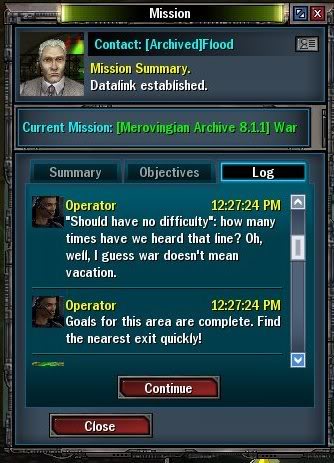 Mission
Contact: [Archived]Flood
Mission Summary.
Datalink established.
Current Mission: [Merovingian Archive 8.1.1] War
Summary
Objectives
Log
Operator 12:27:24 PM
"Should have no difficulty": how many
times have we heard that line? Oh,
well, I guess war doesn't mean
vacation.
Operator 12:27:24 PM
Goals for this area are complete. Find
the nearest exit quickly!
Continue
Close